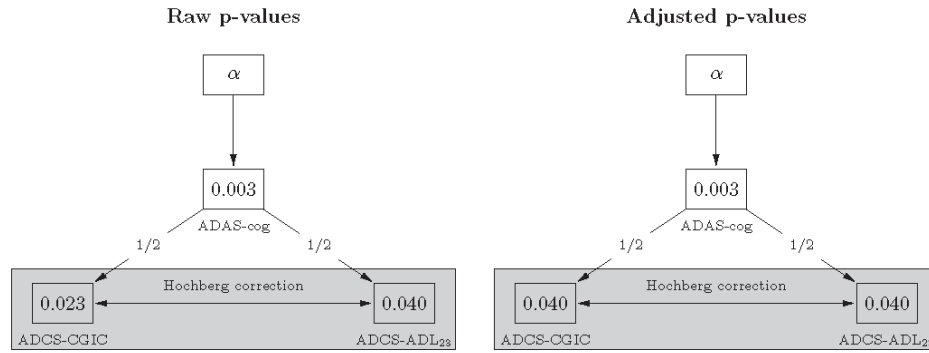 Raw p-values
Adjusted p-values
α
α
0.003
0.003
ADAS-cog
ADAS-cog
1/2
1/2
1/2
1/2
Hochberg correction
Hochberg correction
0.023
0.040
0.040
0.040
ADCS-CGIC
ADCS-ADL₂₃
ADCS-CGIC
ADCS-ADL₂